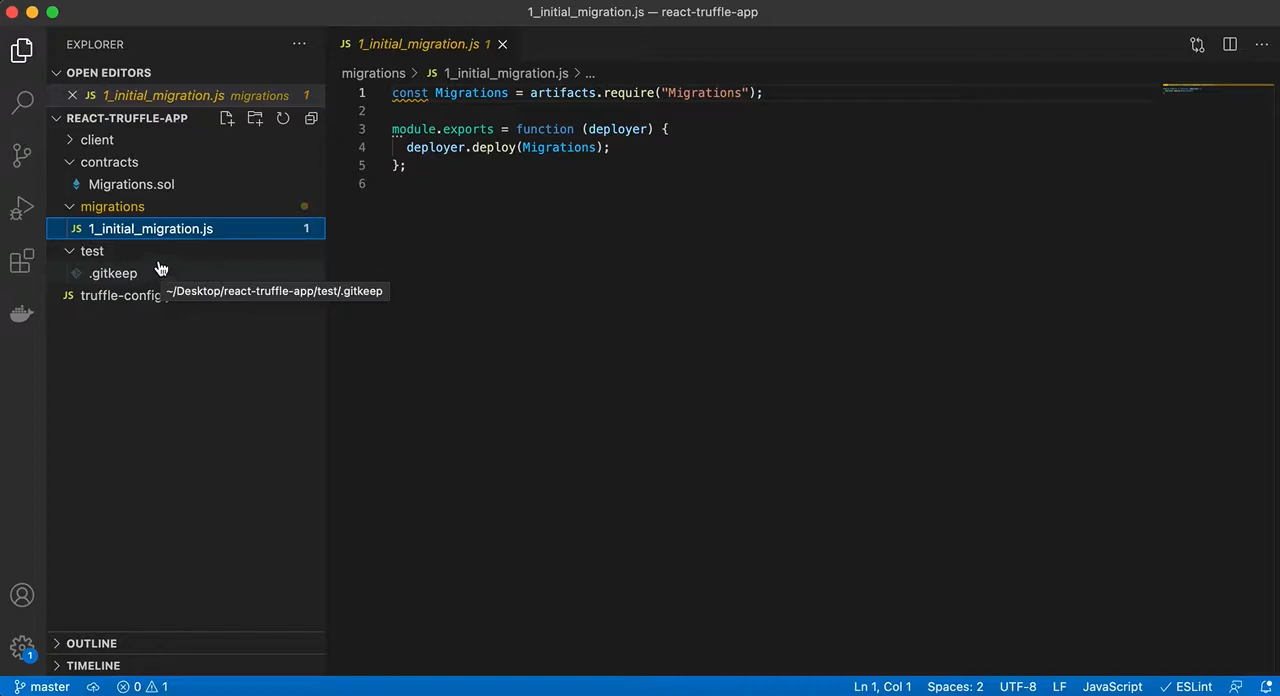 1_initial_migration.js — react-truffle-app
EXPLORER
OPEN EDITORS
JS 1_initial_migration.js migrations 1
REACT-TRUFFLE-APP
client
contracts
Migrations.sol
migrations
JS 1_initial_migration.js 1
test
.gitkeep
~/Desktop/react-truffle-app/test/.gitkeep
JS truffle-config
OUTLINE
TIMELINE
JS 1_initial_migration.js 1
migrations > JS 1_initial_migration.js > ...
1 const Migrations = artifacts.require("Migrations");
2
3 module.exports = function (deployer) {
4 deployer.deploy(Migrations);
5 };
6
1
master 0 1 Ln 1, Col 1 Spaces: 2 UTF-8 LF JavaScript ESLint